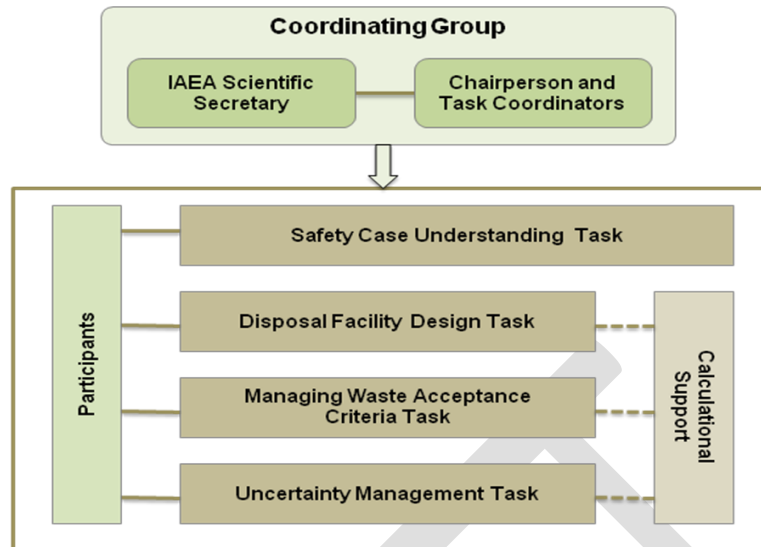 Coordinating Group
IAEA Scientific
Secretary
Chairperson and
Task Coordinators
Participants
Safety Case Understanding Task
Disposal Facility Design Task
Managing Waste Acceptance
Criteria Task
Uncertainty Management Task
Calculational
Support